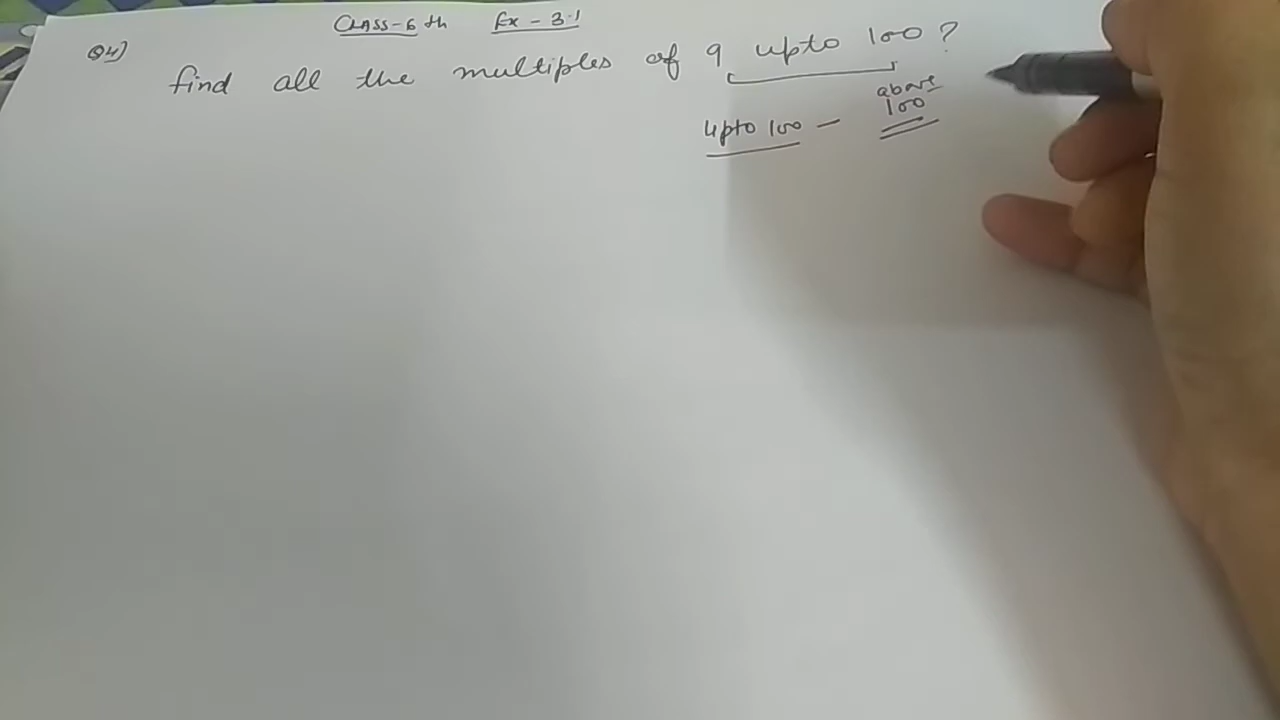 CLASS-6th Ex-3.1
Q4)
find all the multiples of 9 upto 100?
above
upto 100 - 100